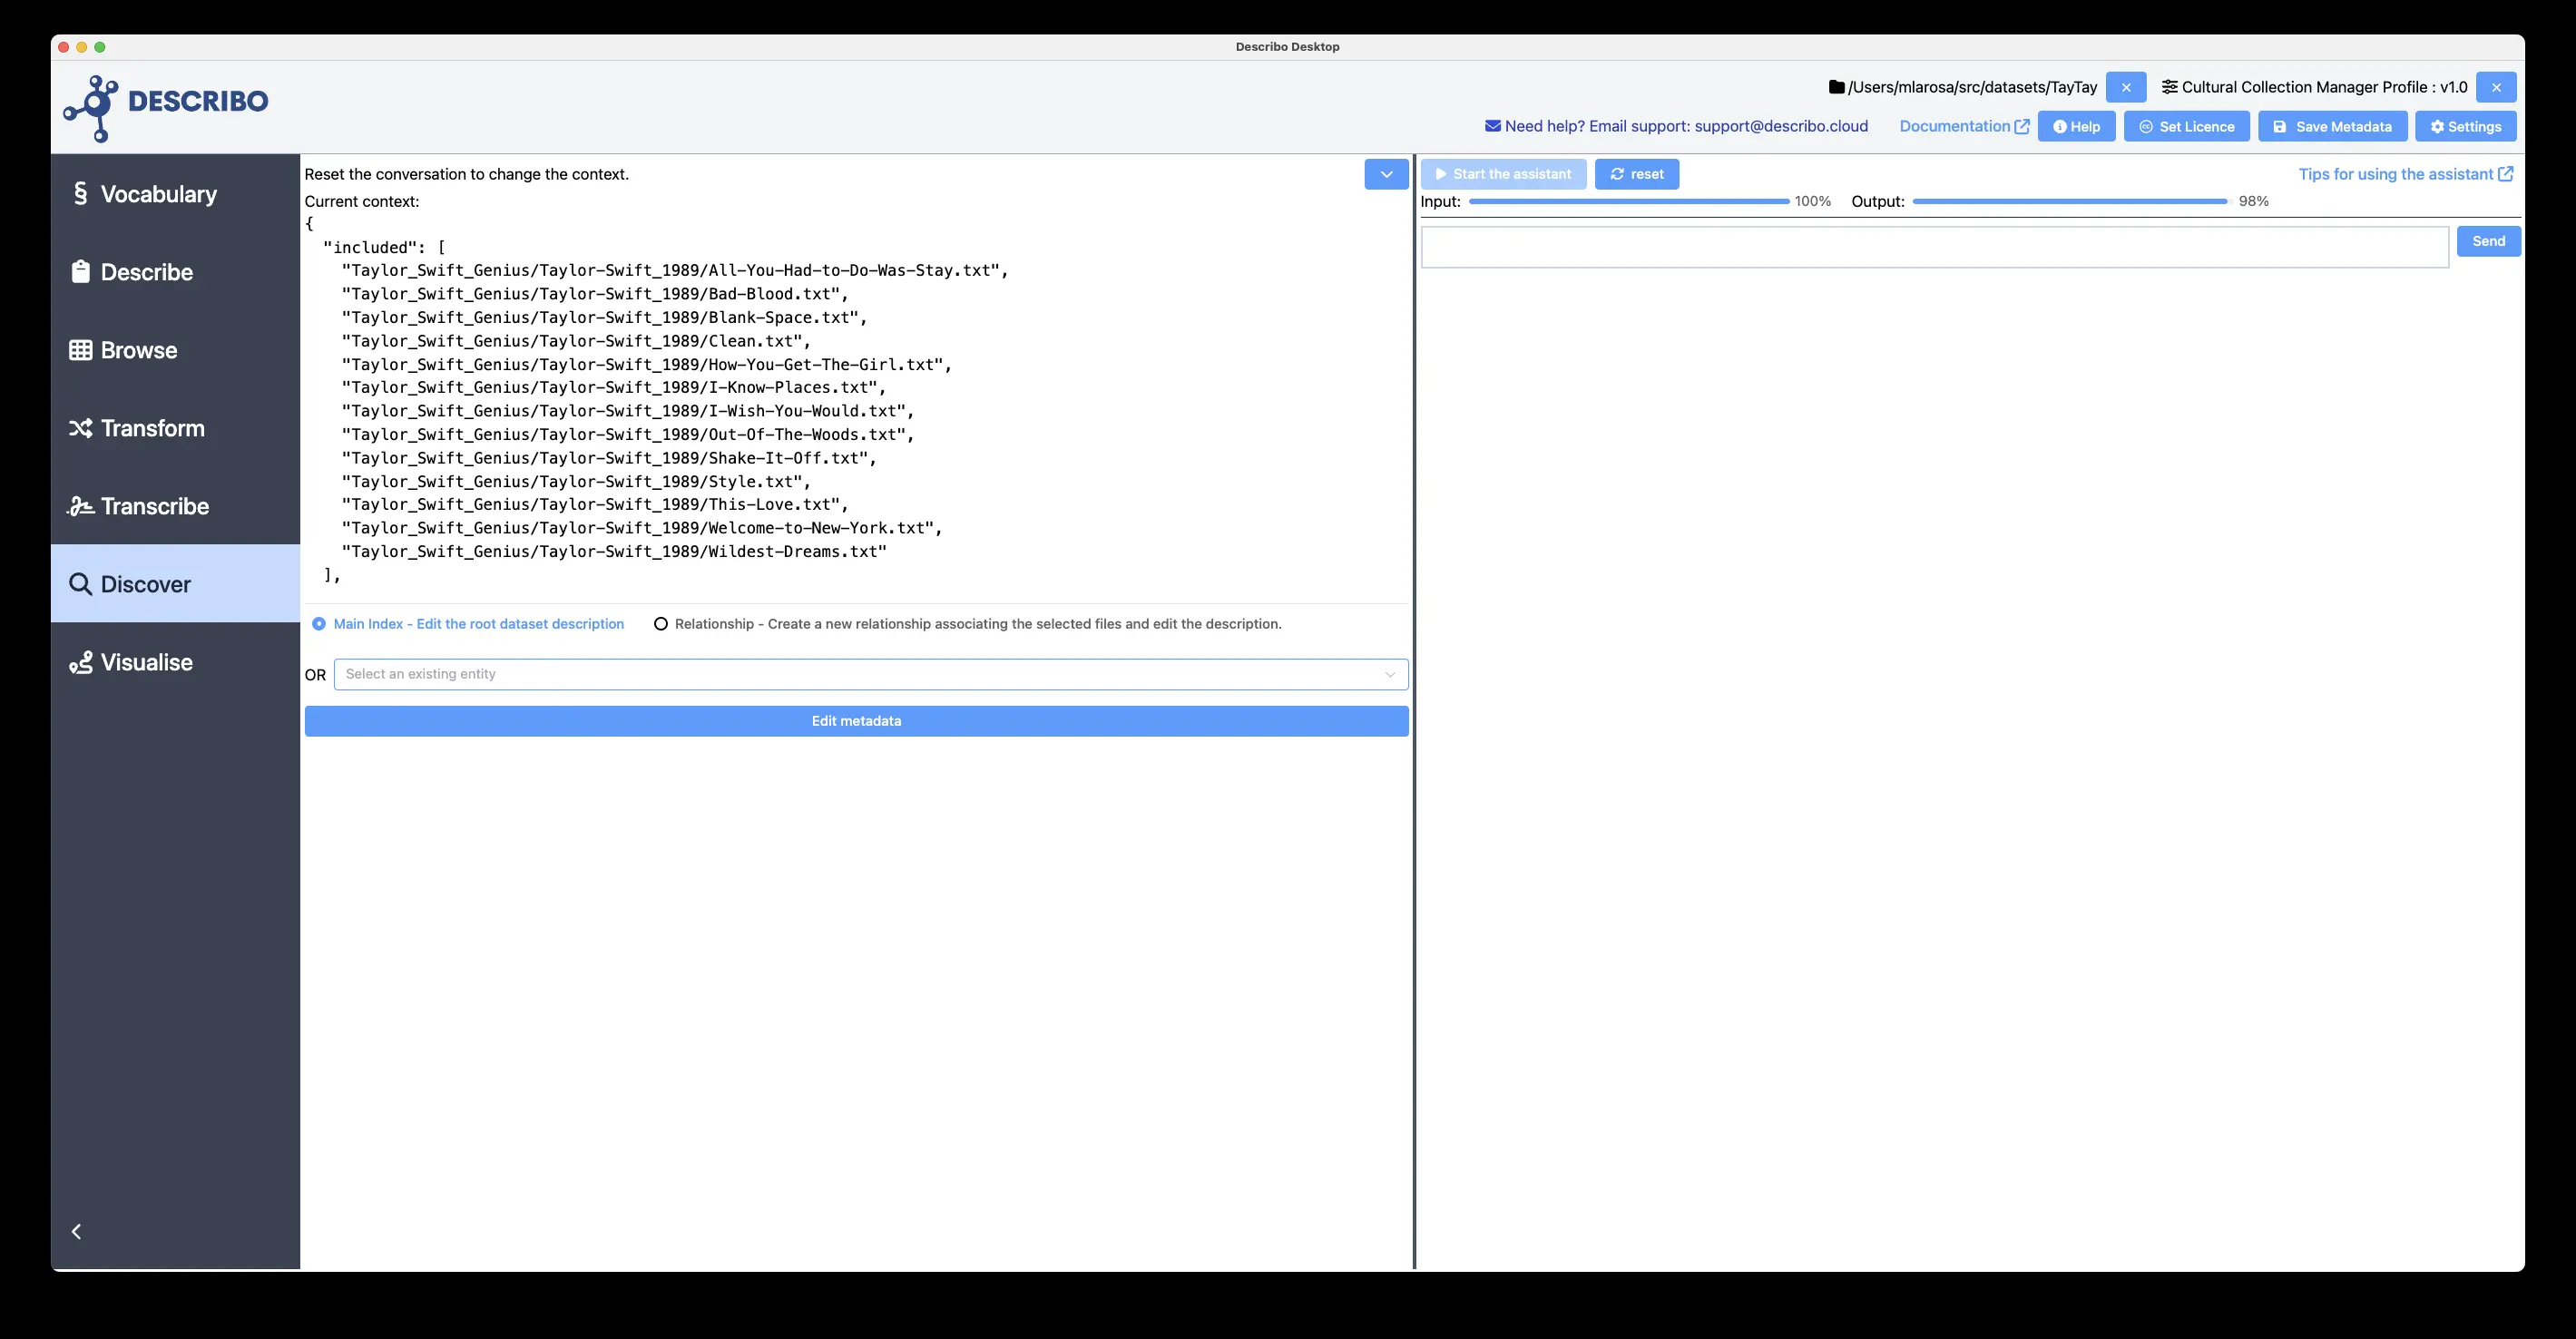 Describo Desktop
DESCRIBO
/Users/mlarosa/src/datasets/TayTay
Cultural Collection Manager Profile : v1.0
Need help? Email support: support@describo.cloud
Documentation
Help
Set Licence
Save Metadata
Settings
Vocabulary
Describe
Browse
Transform
Transcribe
Discover
Visualise
Reset the conversation to change the context.
Current context:
{
"included": [
"Taylor_Swift_Genius/Taylor-Swift_1989/All-You-Had-to-Do-Was-Stay.txt",
"Taylor_Swift_Genius/Taylor-Swift_1989/Bad-Blood.txt",
"Taylor_Swift_Genius/Taylor-Swift_1989/Blank-Space.txt",
"Taylor_Swift_Genius/Taylor-Swift_1989/Clean.txt",
"Taylor_Swift_Genius/Taylor-Swift_1989/How-You-Get-The-Girl.txt",
"Taylor_Swift_Genius/Taylor-Swift_1989/I-Know-Places.txt",
"Taylor_Swift_Genius/Taylor-Swift_1989/I-Wish-You-Would.txt",
"Taylor_Swift_Genius/Taylor-Swift_1989/Out-Of-The-Woods.txt",
"Taylor_Swift_Genius/Taylor-Swift_1989/Shake-It-Off.txt",
"Taylor_Swift_Genius/Taylor-Swift_1989/Style.txt",
"Taylor_Swift_Genius/Taylor-Swift_1989/This-Love.txt",
"Taylor_Swift_Genius/Taylor-Swift_1989/Welcome-to-New-York.txt",
"Taylor_Swift_Genius/Taylor-Swift_1989/Wildest-Dreams.txt"
],
Main Index - Edit the root dataset description
Relationship - Create a new relationship associating the selected files and edit the description.
OR
Select an existing entity
Edit metadata
Start the assistant
reset
Tips for using the assistant
Input: 100%
Output: 98%
Send